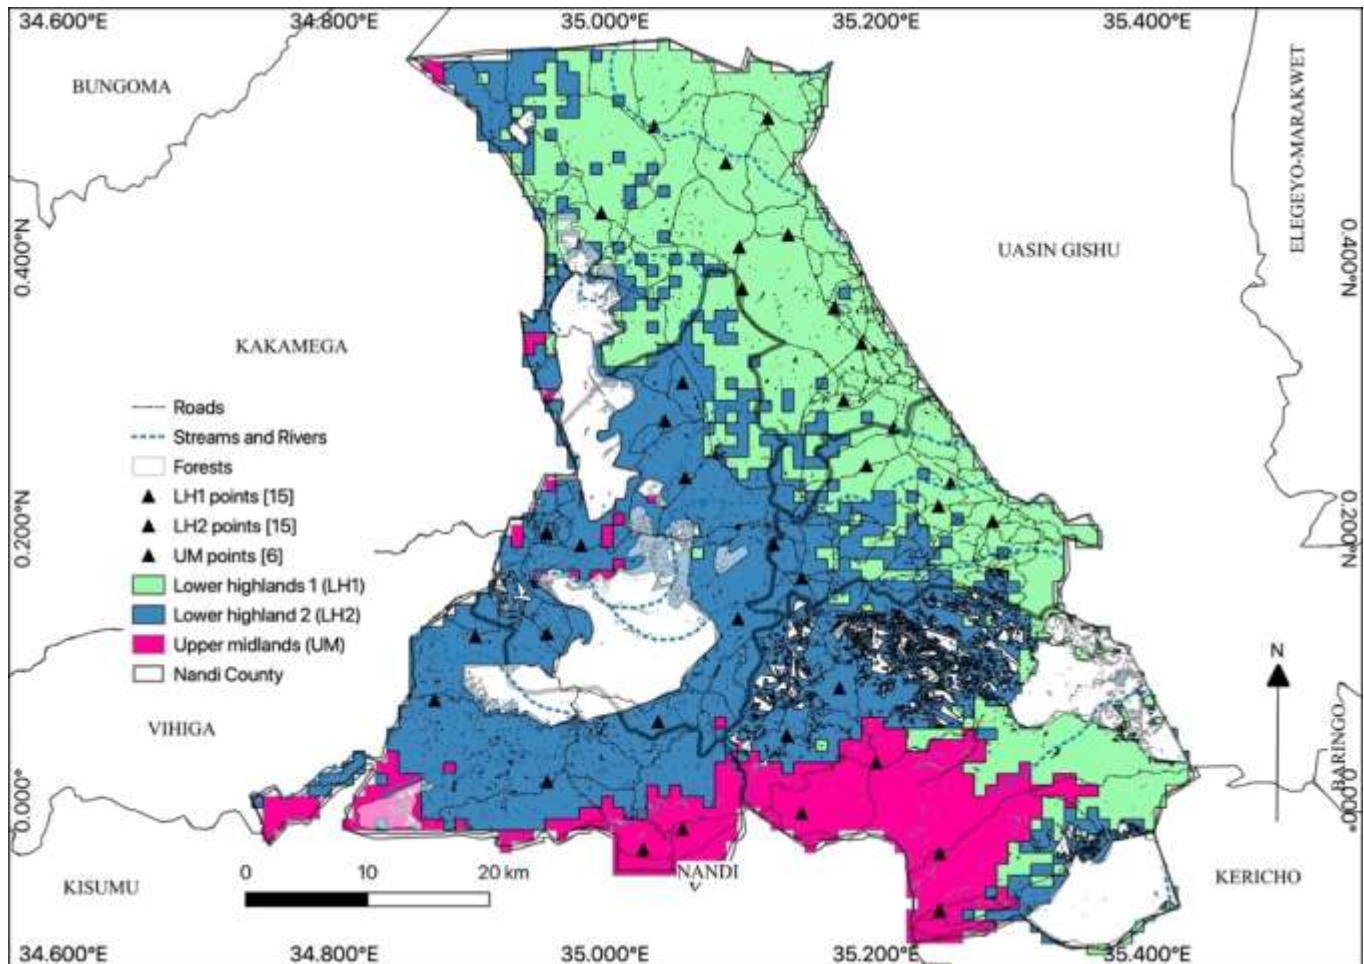 34.600°E 34.800°E 35.000°E 35.200°E 35.400°E
BUNGOMA
ELEGEYO-MARAKWET
0.400°N
UASIN GISHU
0.400°N
KAKAMEGA
Roads
Streams and Rivers
Forests
LH1 points [15]
LH2 points [15]
UM points [6]
Lower highlands 1 (LH1)
Lower highland 2 (LH2)
Upper midlands (UM)
Nandi County
0.200°N
0.200°N
N
VIHIGA
BARINGO
0.000°
0.000°
0 10 20 km
NANDI
KISUMU
KERICHO
34.600°E 34.800°E 35.000°E 35.200°E 35.400°E